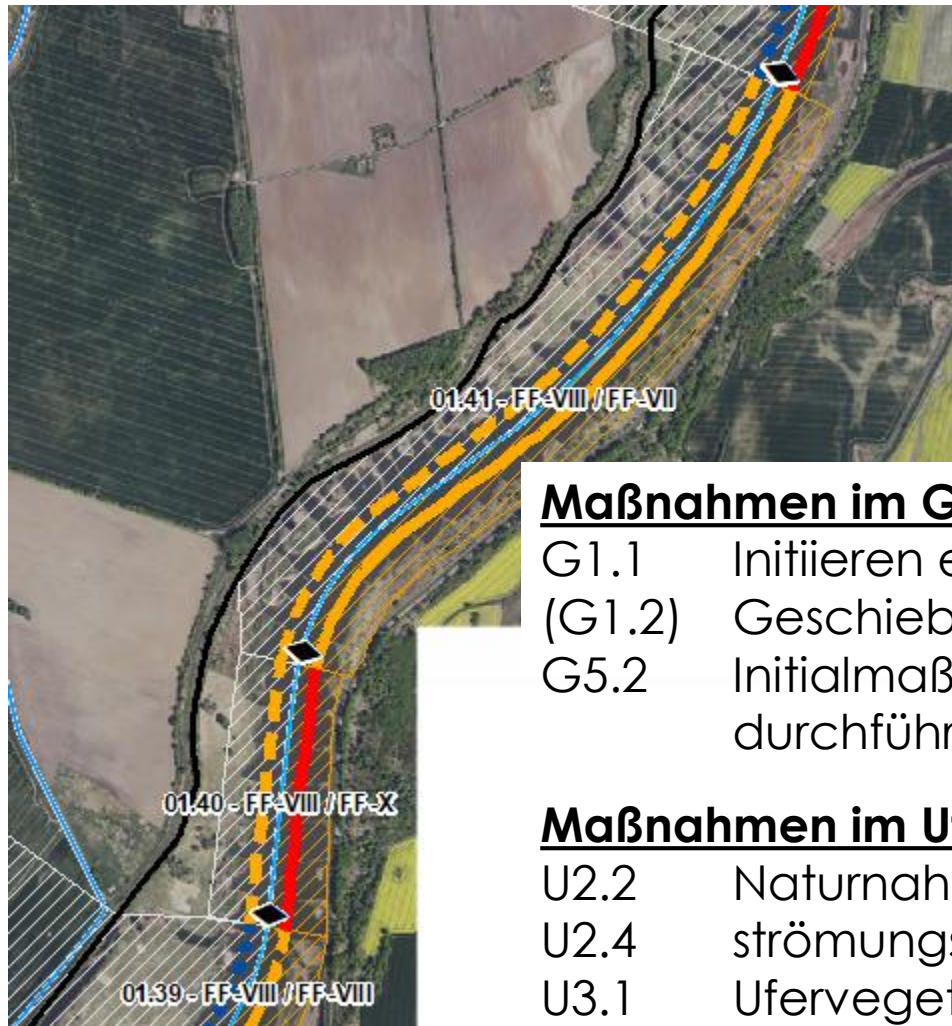 01.41 - FF-VIII / FF-VII
01.40 - FF-VIII / FF-X
01.39 - FF-VIII / FF-VIII
Maßnahmen im G
G1.1 Initiieren e
(G1.2) Geschieb
G5.2 Initialmaß
durchführ
Maßnahmen im U
U2.2 Naturnah
U2.4 strömungs
U3.1 Uferveget